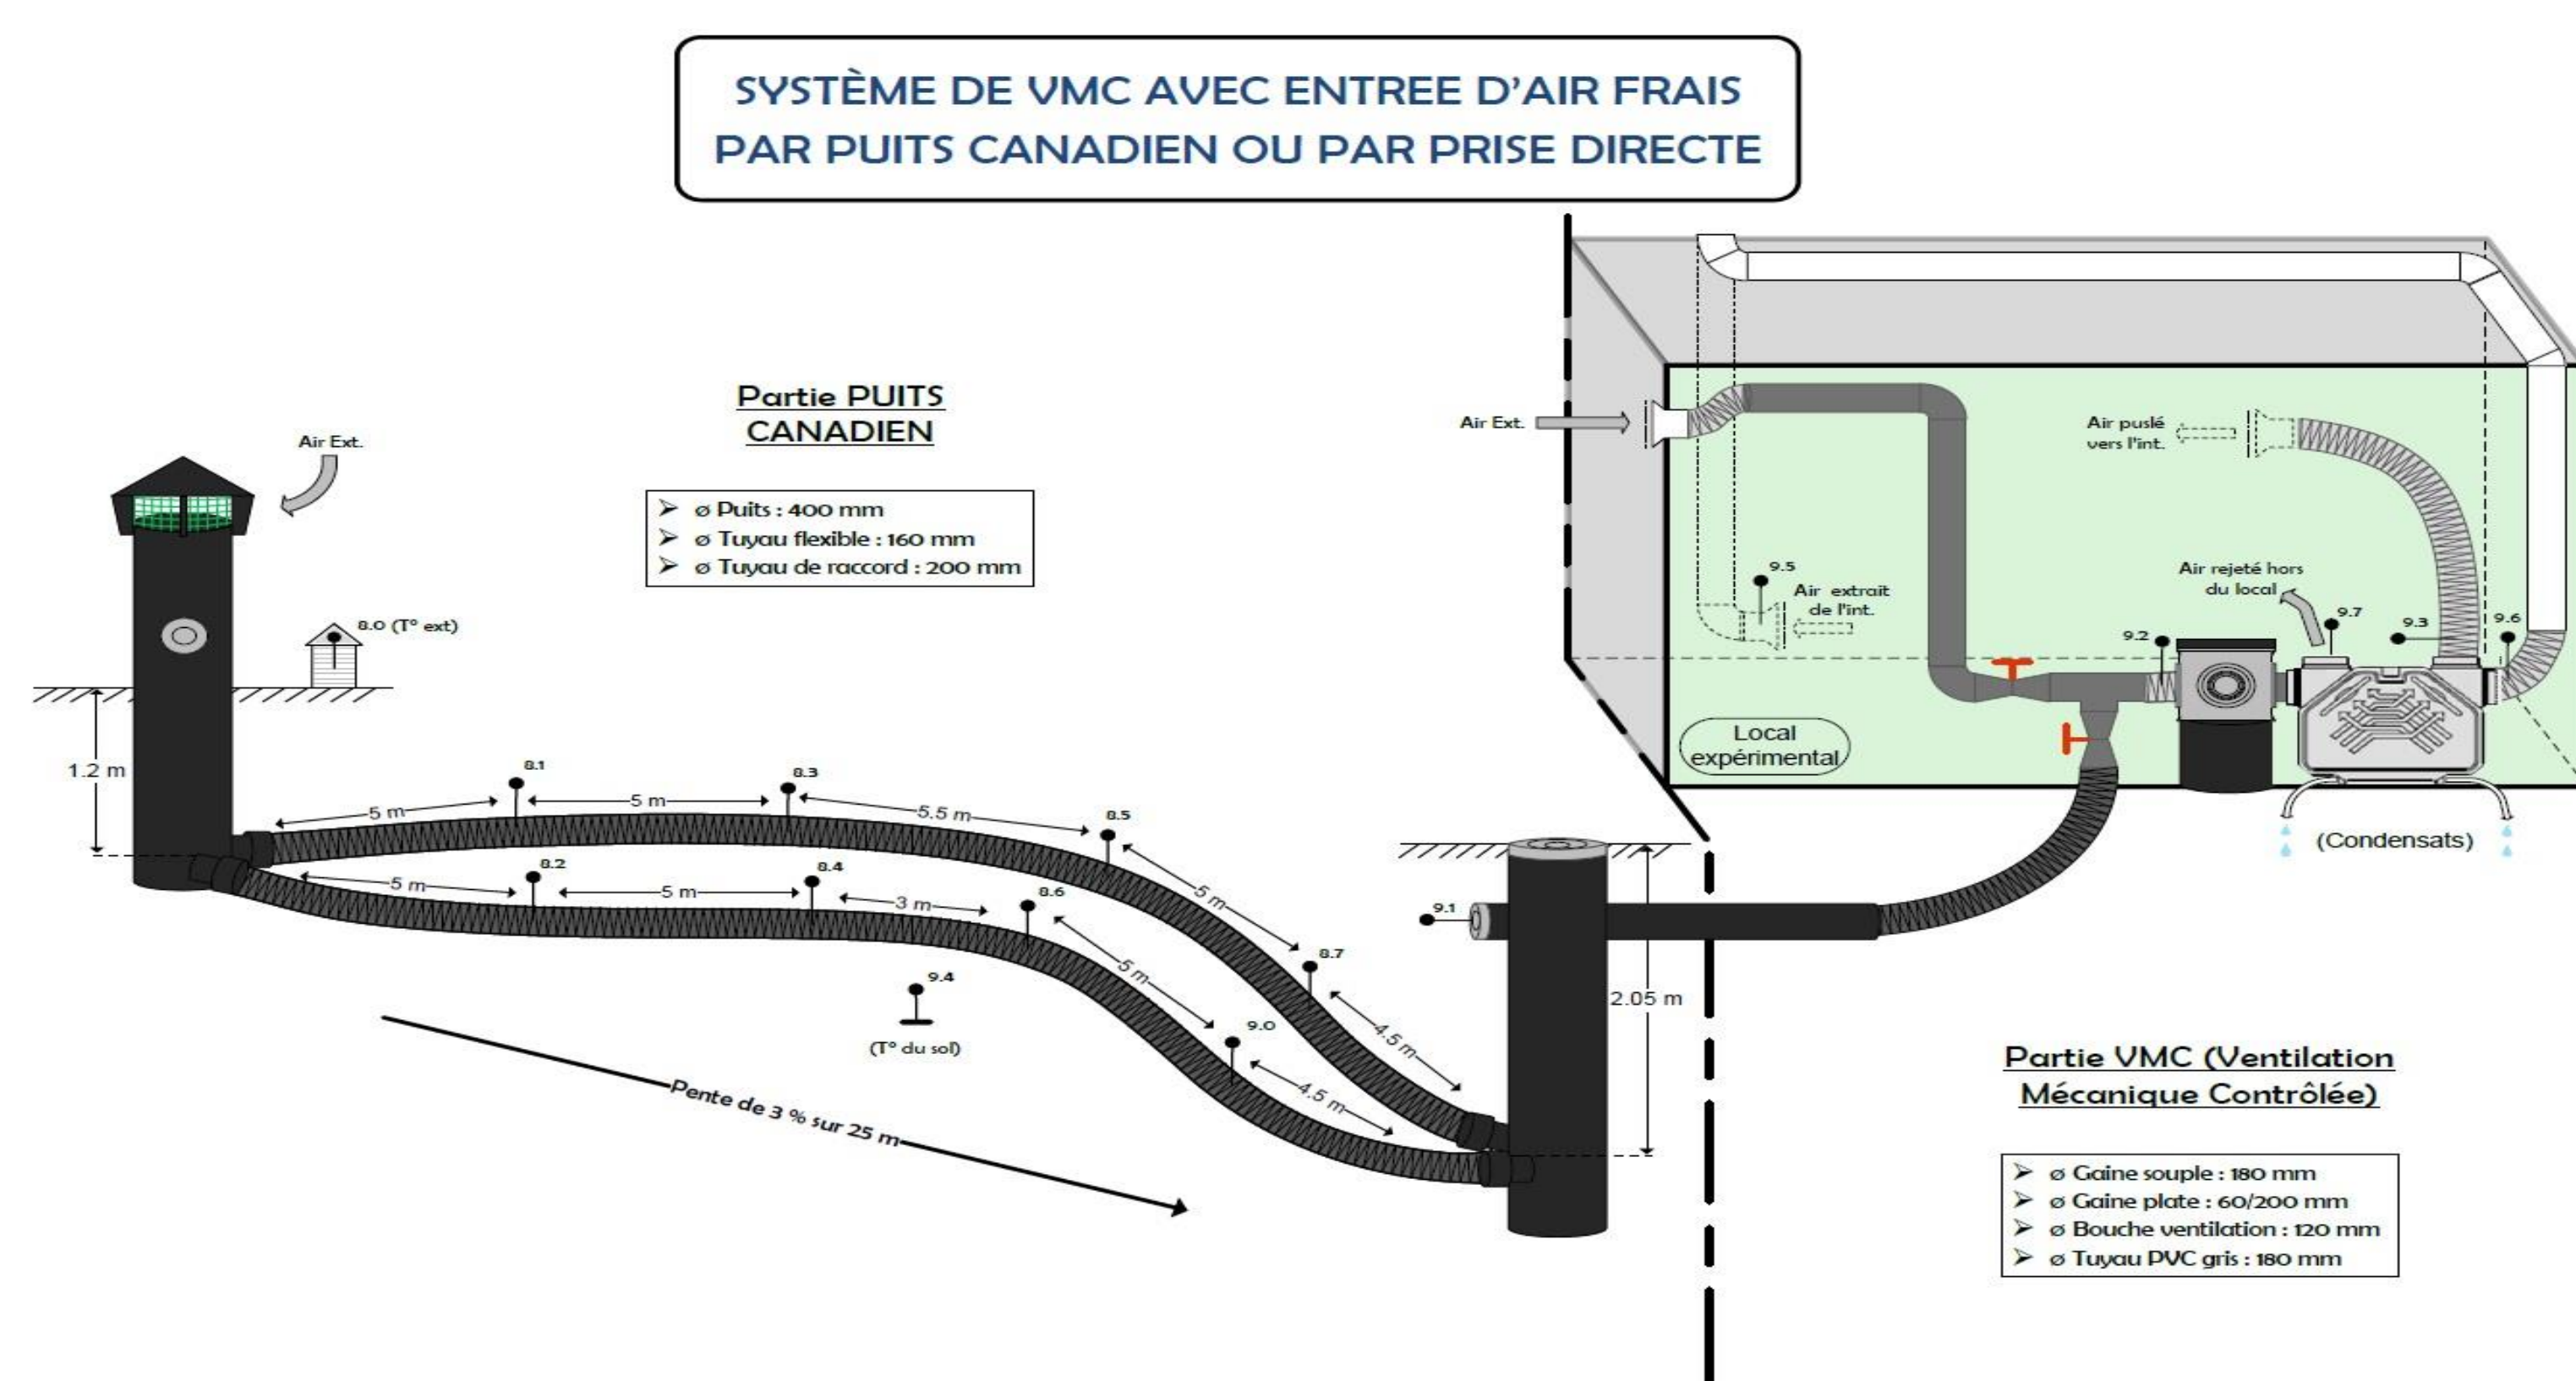 SYSTÈME DE VMC AVEC ENTREE D'AIR FRAIS
PAR PUITS CANADIEN OU PAR PRISE DIRECTE
Partie PUITS
CANADIEN
➢ ø Puits : 400 mm
➢ ø Tuyau flexible : 160 mm
➢ ø Tuyau de raccord : 200 mm
Air Ext.
8.0 (T° ext)
1.2 m
5 m
8.1
5 m
8.3
5.5 m
8.5
5 m
8.7
4.5 m
5 m
8.2
5 m
8.4
3 m
8.6
5 m
9.0
4.5 m
9.4
(T° du sol)
Pente de 3 % sur 25 m
9.1
2.05 m
Air Ext.
Air puslé
vers l'int.
9.5
Air extrait
de l'int.
Air rejeté hors
du local
9.7
9.3
9.6
9.2
Local
expérimental
(Condensats)
Partie VMC (Ventilation
Mécanique Contrôlée)
➢ ø Gaine souple : 180 mm
➢ ø Gaine plate : 60/200 mm
➢ ø Bouche ventilation : 120 mm
➢ ø Tuyau PVC gris : 180 mm